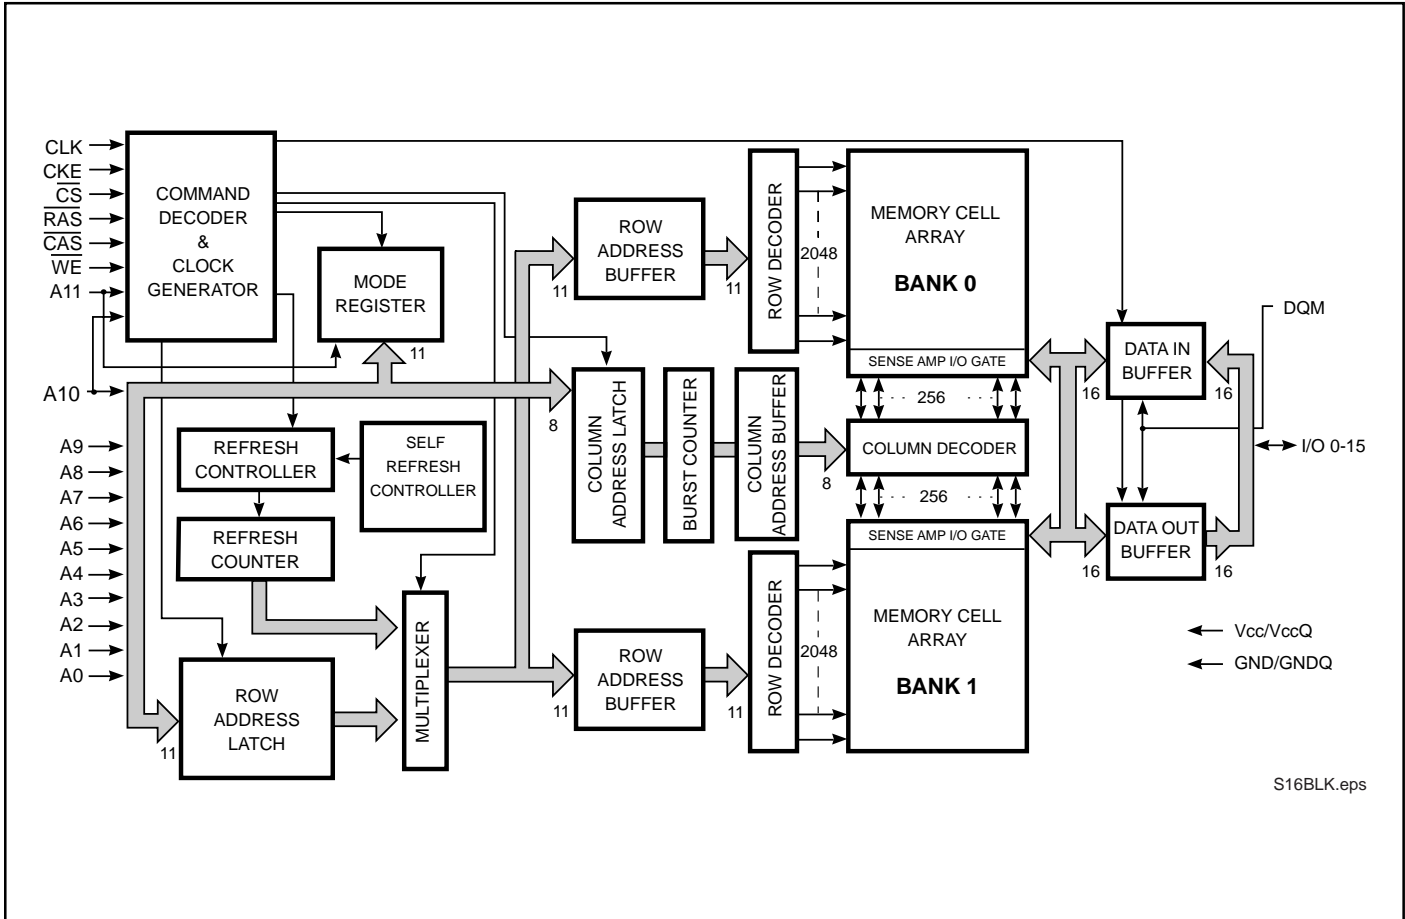 CLK
CKE
CS
RAS
CAS
WE
A11
A10
A9
A8
A7
A6
A5
A4
A3
A2
A1
A0
COMMAND
DECODER
&
CLOCK
GENERATOR
MODE
REGISTER
11
REFRESH
CONTROLLER
SELF
REFRESH
CONTROLLER
REFRESH
COUNTER
11
ROW
ADDRESS
LATCH
MULTIPLEXER
11
ROW
ADDRESS
BUFFER
11
ROW DECODER
2048
MEMORY CELL
ARRAY
BANK 0
SENSE AMP I/O GATE
8
COLUMN
ADDRESS LATCH
BURST COUNTER
COLUMN
ADDRESS BUFFER
8
256
COLUMN DECODER
256
11
ROW
ADDRESS
BUFFER
11
ROW DECODER
2048
SENSE AMP I/O GATE
MEMORY CELL
ARRAY
BANK 1
DQM
DATA IN
BUFFER
16
16
I/O 0-15
DATA OUT
BUFFER
16
16
Vcc/VccQ
GND/GNDQ
S16BLK.eps